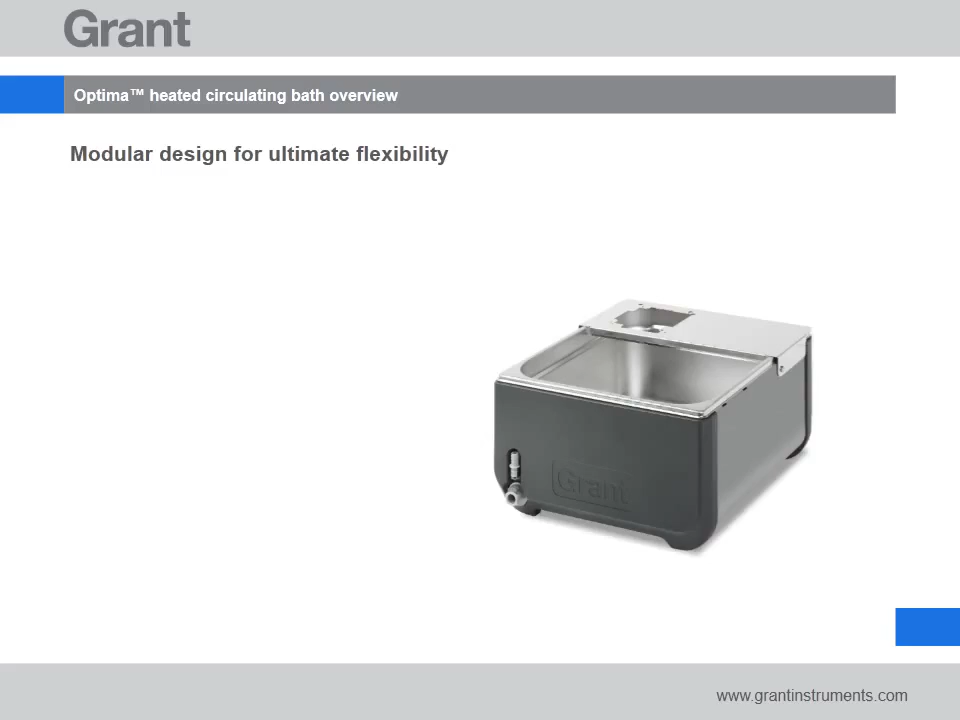 Grant
Optima™ heated circulating bath overview
Modular design for ultimate flexibility
Grant
www.grantinstruments.com